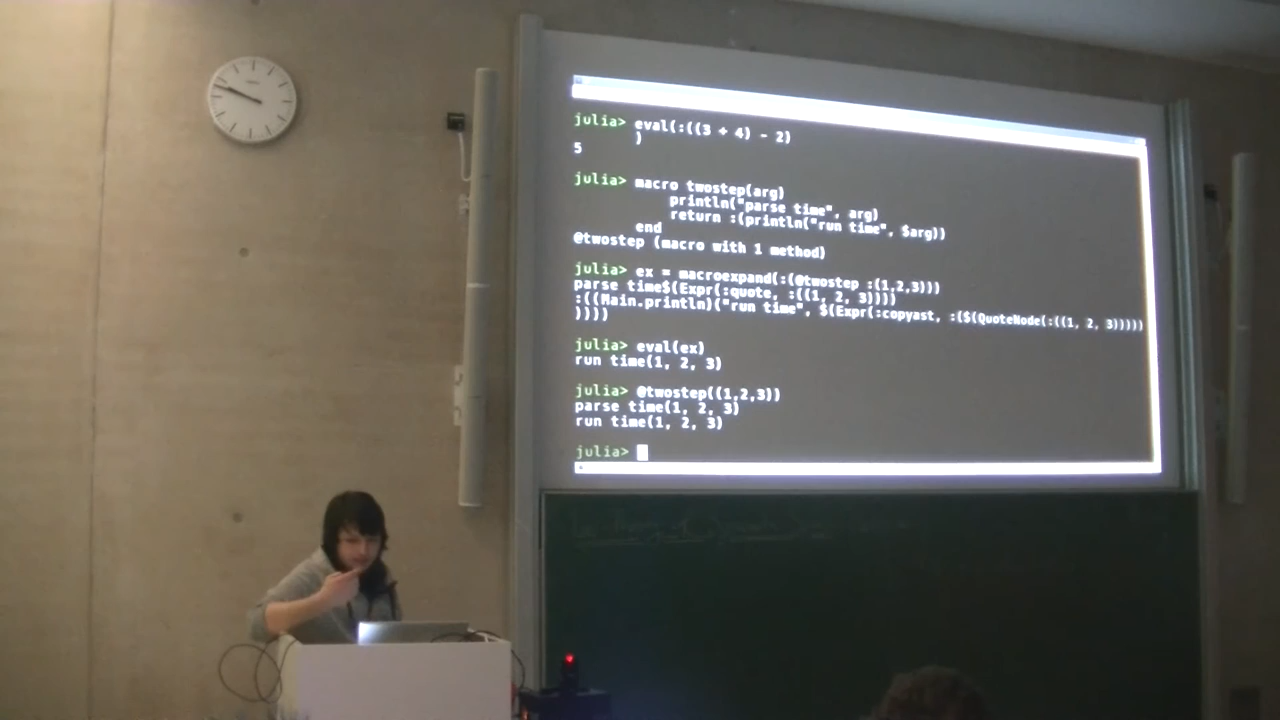 julia> eval(:((3 + 4) - 2)
)
5
julia> macro twostep(arg)
println("parse time", arg)
return :(println("run time", $arg))
end
@twostep (macro with 1 method)
julia> ex = macroexpand(:(@twostep :(1,2,3)))
parse time$(Expr(:quote, :((1, 2, 3))))
:((Main.println)("run time", $(Expr(:copyast, :($(QuoteNode(:((1, 2, 3)))))
))))
julia> eval(ex)
run time(1, 2, 3)
julia> @twostep((1,2,3))
parse time(1, 2, 3)
run time(1, 2, 3)
julia>